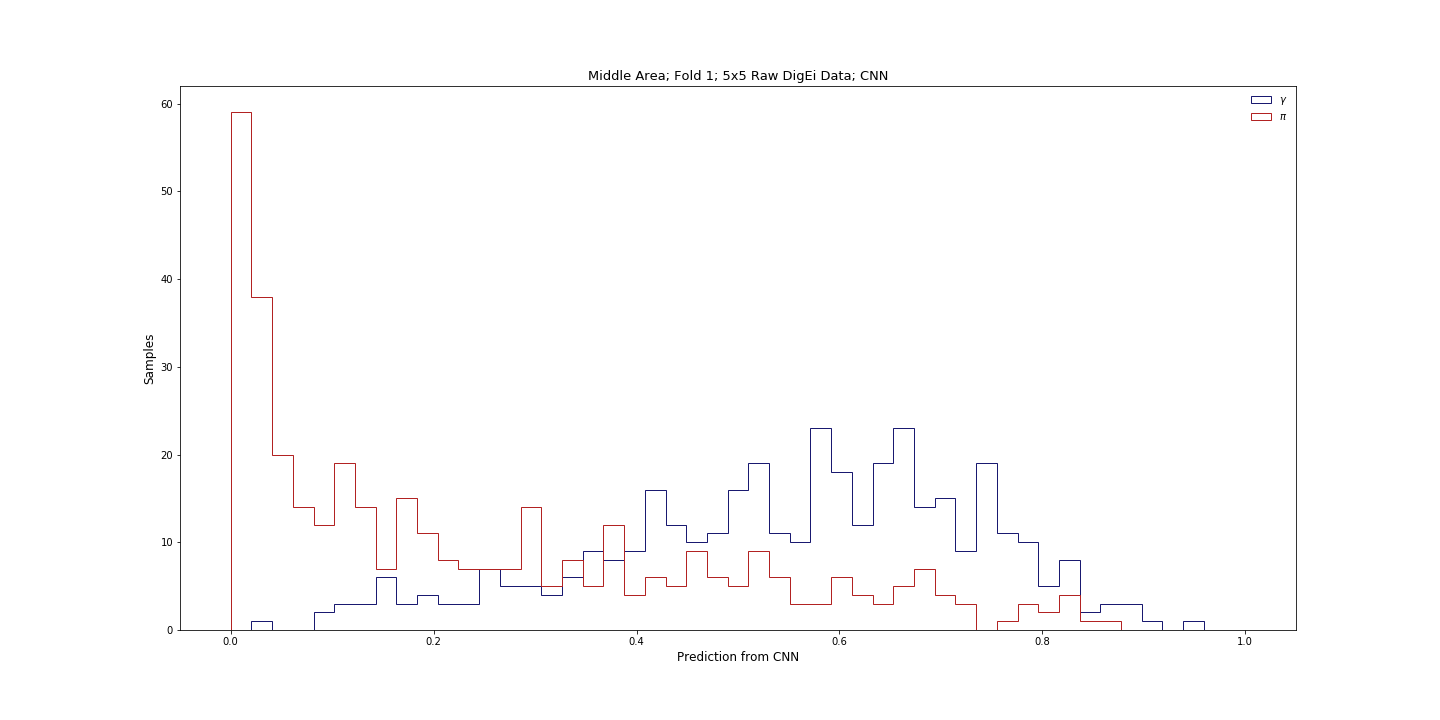 Middle Area; Fold 1; 5x5 Raw DigEi Data; CNN
γ
π
60
50
40
30
20
10
0
Samples
0.0 0.2 0.4 0.6 0.8 1.0
Prediction from CNN